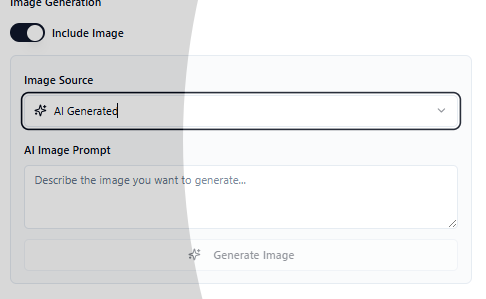 Image Generation
Include Image
Image Source
AI Generated
AI Image Prompt
Describe the image you want to generate...
Generate Image